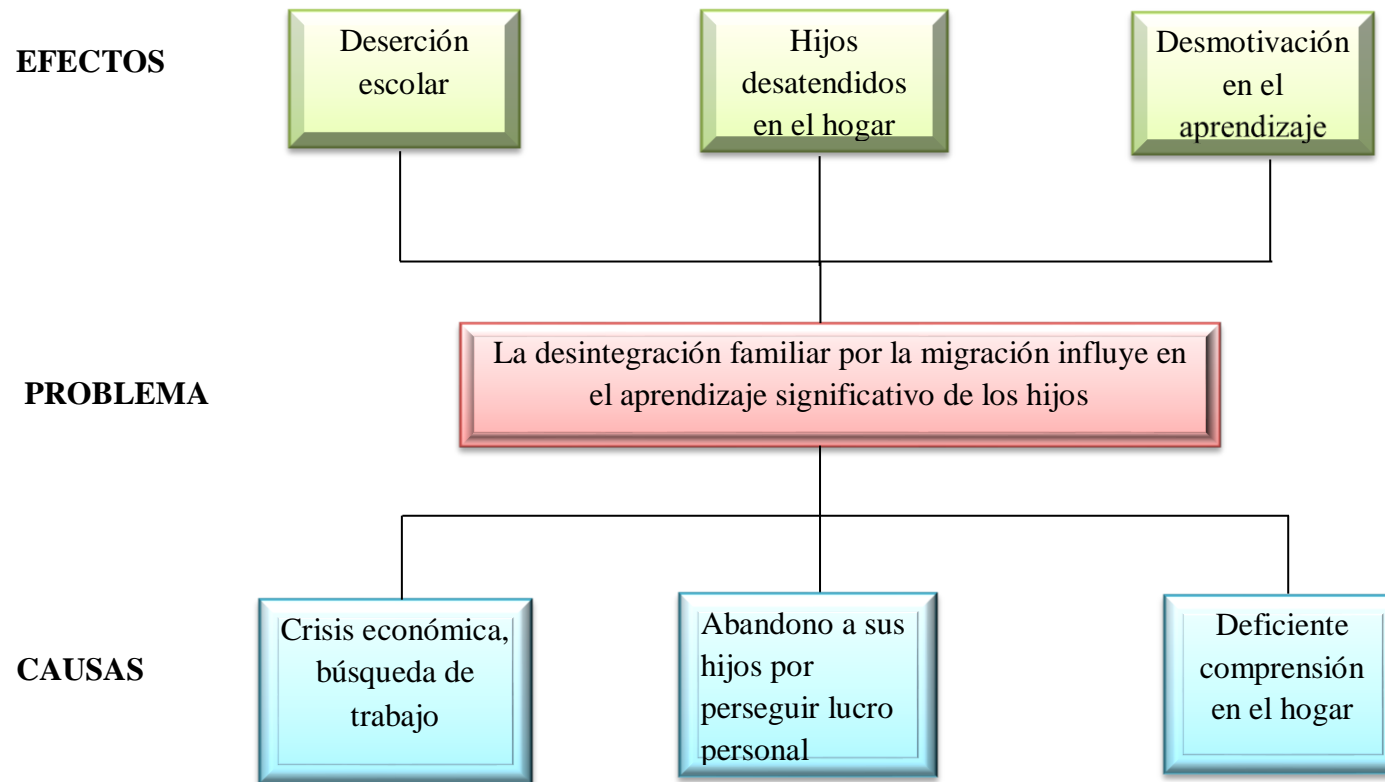 EFECTOS
Deserción
escolar
Hijos
desatendidos
en el hogar
Desmotivación
en el
aprendizaje
PROBLEMA
La desintegración familiar por la migración influye en
el aprendizaje significativo de los hijos
CAUSAS
Crisis económica,
búsqueda de
trabajo
Abandono a sus
hijos por
perseguir lucro
personal
Deficiente
comprensión
en el hogar